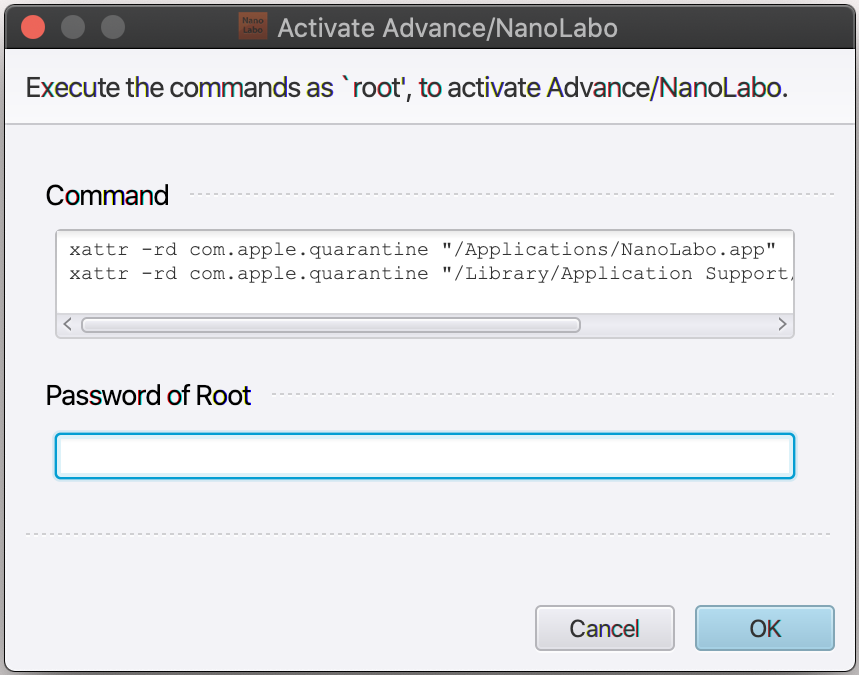 Nano
Labo
Activate Advance/NanoLabo
Execute the commands as `root', to activate Advance/NanoLabo.
Command
xattr -rd com.apple.quarantine "/Applications/NanoLabo.app"
xattr -rd com.apple.quarantine "/Library/Application Support/
Password of Root
Cancel
OK